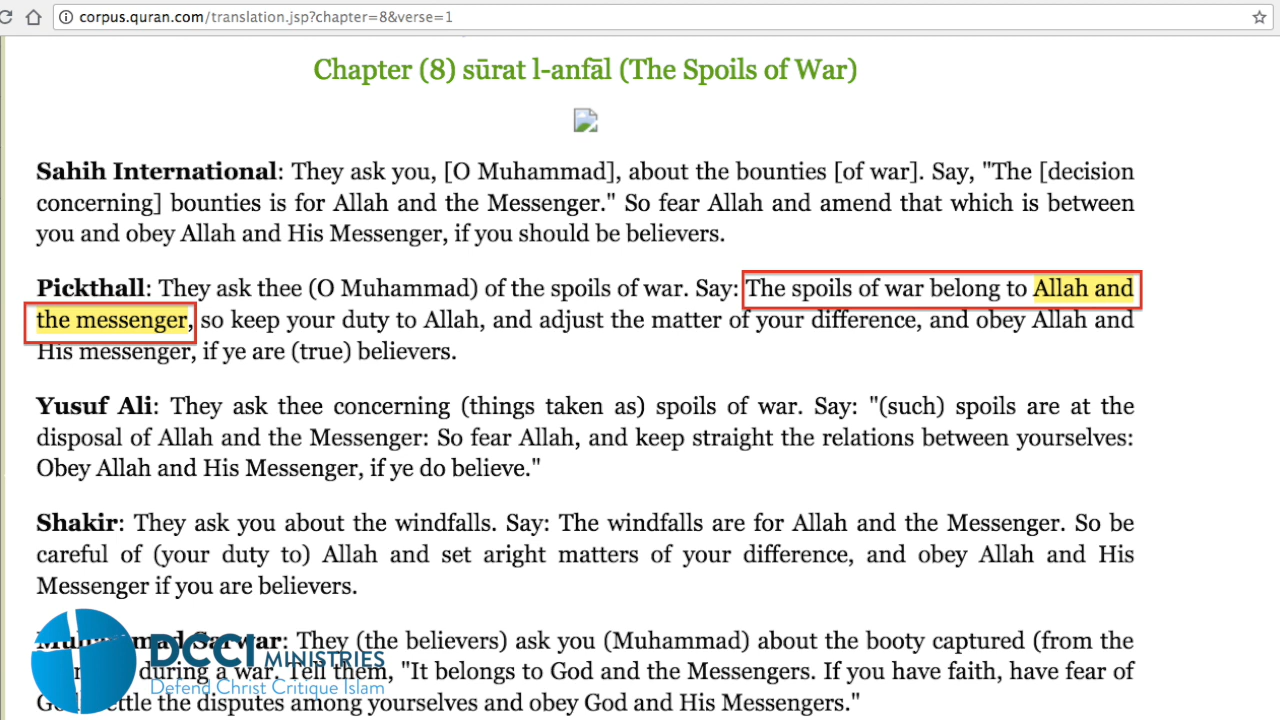 corpus.quran.com/translation.jsp?chapter=8&verse=1
Chapter (8) sūrat l-anfāl (The Spoils of War)
Sahih International: They ask you, [O Muhammad], about the bounties [of war]. Say, "The [decision
concerning] bounties is for Allah and the Messenger." So fear Allah and amend that which is between
you and obey Allah and His Messenger, if you should be believers.
Pickthall: They ask thee (O Muhammad) of the spoils of war. Say: The spoils of war belong to Allah and
the messenger, so keep your duty to Allah, and adjust the matter of your difference, and obey Allah and
His messenger, if ye are (true) believers.
Yusuf Ali: They ask thee concerning (things taken as) spoils of war. Say: "(such) spoils are at the
disposal of Allah and the Messenger: So fear Allah, and keep straight the relations between yourselves:
Obey Allah and His Messenger, if ye do believe."
Shakir: They ask you about the windfalls. Say: The windfalls are for Allah and the Messenger. So be
careful of (your duty to) Allah and set aright matters of your difference, and obey Allah and His
Messenger if you are believers.
Muhammad Sarwar: They (the believers) ask you (Muhammad) about the booty captured (from the
during a war. Tell them, "It belongs to God and the Messengers. If you have faith, have fear of
the disputes among yourselves and obey God and His Messengers."
DCCI MINISTRIES
Defend Christ Critique Islam